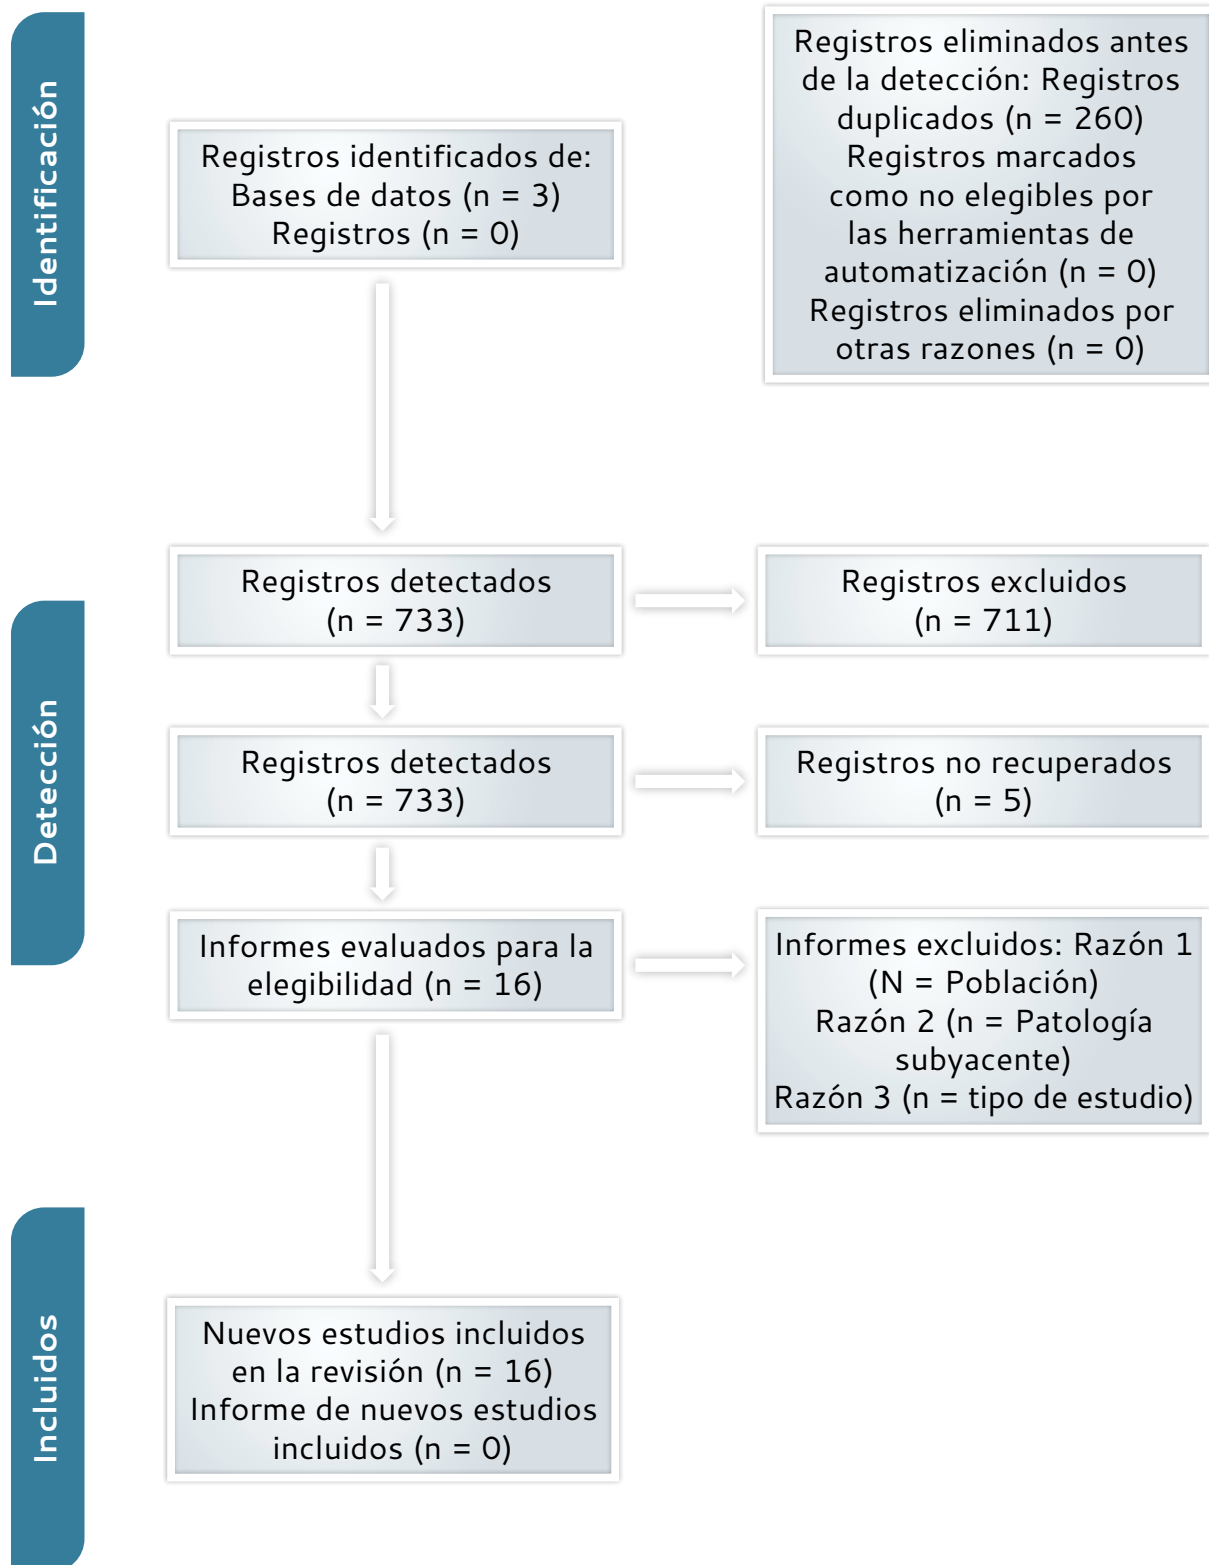 Identificación
Registros identificados de:
Bases de datos (n = 3)
Registros (n = 0)
Registros eliminados antes
de la detección: Registros
duplicados (n = 260)
Registros marcados
como no elegibles por
las herramientas de
automatización (n = 0)
Registros eliminados por
otras razones (n = 0)
Detección
Registros detectados
(n = 733)
Registros excluidos
(n = 711)
Registros detectados
(n = 733)
Registros no recuperados
(n = 5)
Informes evaluados para la
elegibilidad (n = 16)
Informes excluidos: Razón 1
(N = Población)
Razón 2 (n = Patología
subyacente)
Razón 3 (n = tipo de estudio)
Incluidos
Nuevos estudios incluidos
en la revisión (n = 16)
Informe de nuevos estudios
incluidos (n = 0)